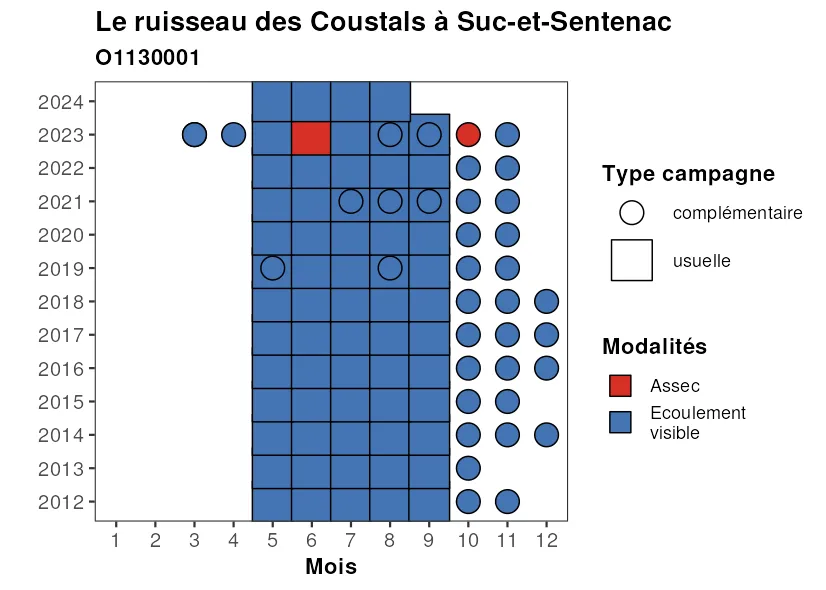 Le ruisseau des Coustals à Suc-et-Sentenac
O1130001
2024
2023
2022
2021
2020
2019
2018
2017
2016
2015
2014
2013
2012
1 2 3 4 5 6 7 8 9 10 11 12
Mois
Type campagne
complémentaire
usuelle
Modalités
Assec
Ecoulement
visible